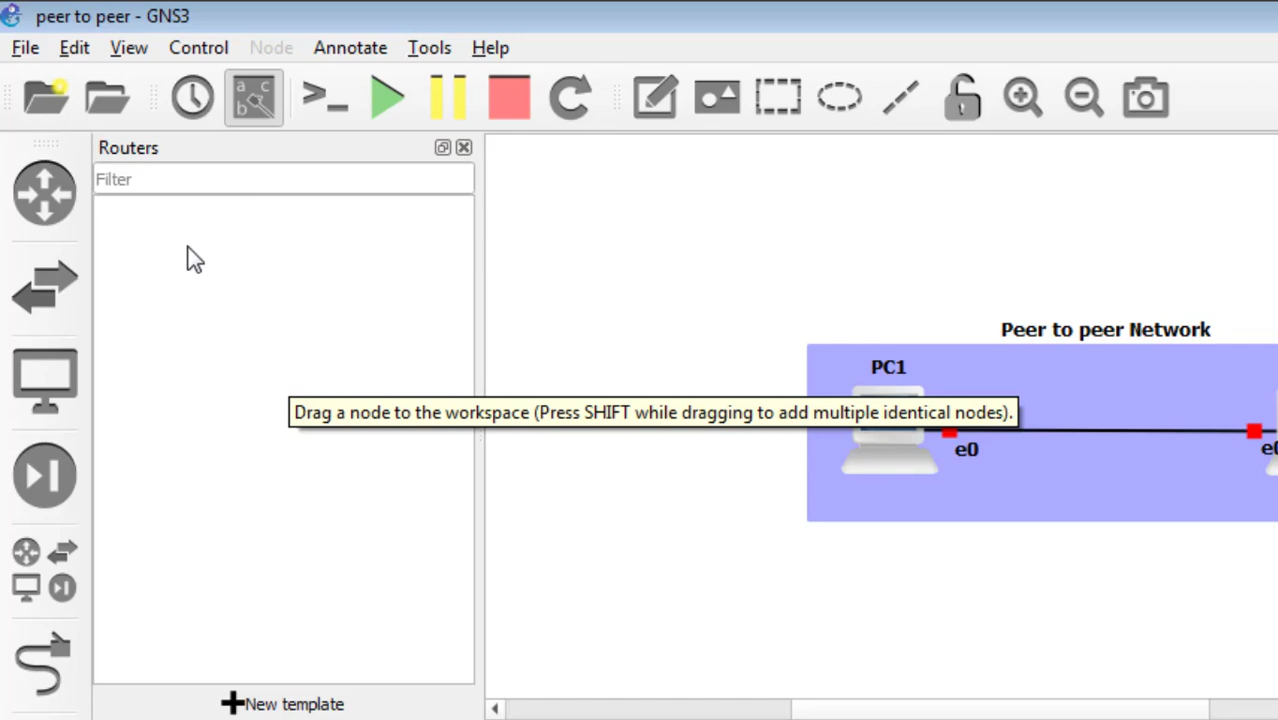 peer to peer - GNS3
File Edit View Control Node Annotate Tools Help
a c
b
Routers
Filter
Peer to peer Network
PC1
Drag a node to the workspace (Press SHIFT while dragging to add multiple identical nodes).
e0
e0
New template